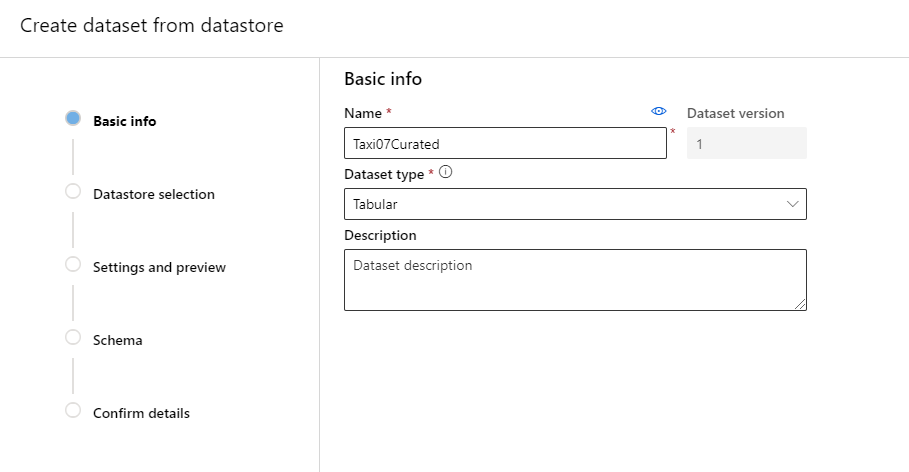 Create dataset from datastore
Basic info
Datastore selection
Settings and preview
Schema
Confirm details
Basic info
Name *
Dataset version
Taxi07Curated
*
1
Dataset type *
Tabular
Description
Dataset description